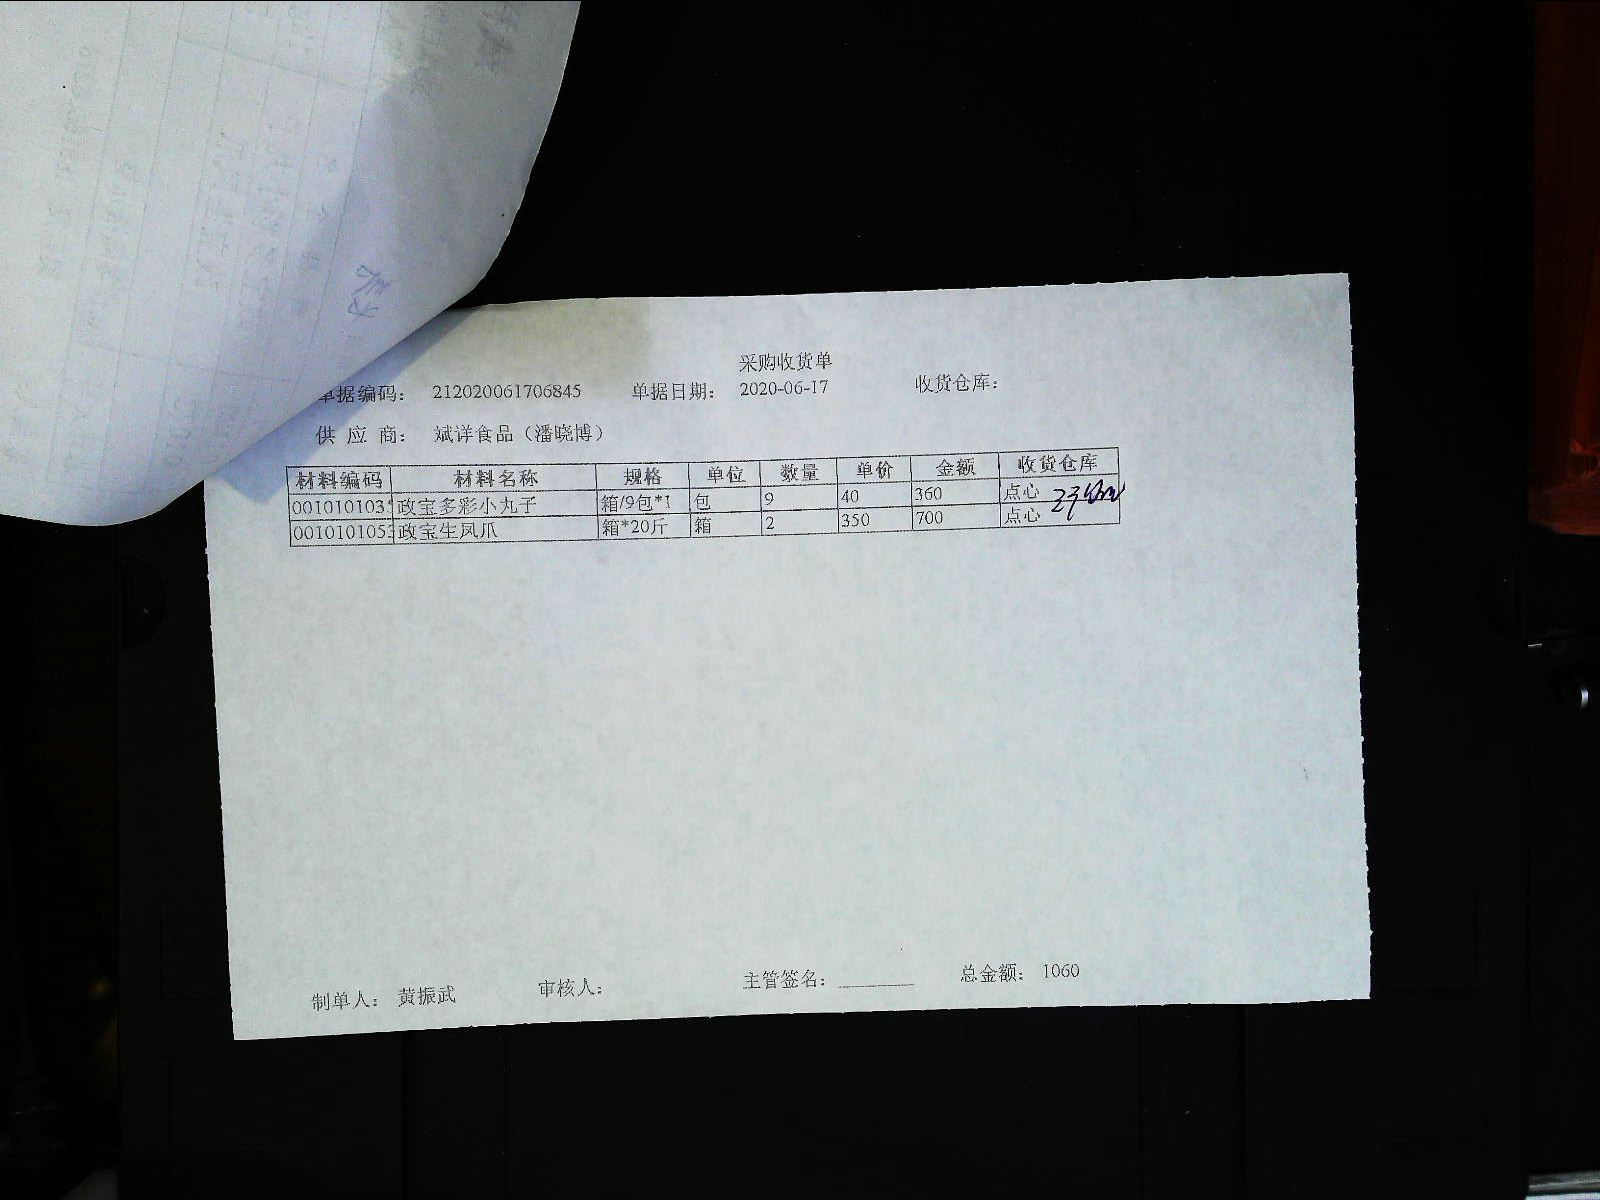 采购收货单
单据编码： 212020061706845 单据日期： 2020-06-17 收货仓库：
供 应 商： 斌详食品（潘晓博）
材料编码 材料名称 规格 单位 数量 单价 金额 收货仓库
001010103 政宝多彩小丸子 箱/9包*1 包 9 40 360 点心
001010105 政宝生凤爪 箱*20斤 箱 2 350 700 点心
制单人： 黄振武 审核人： 主管签名：________ 总金额： 1060